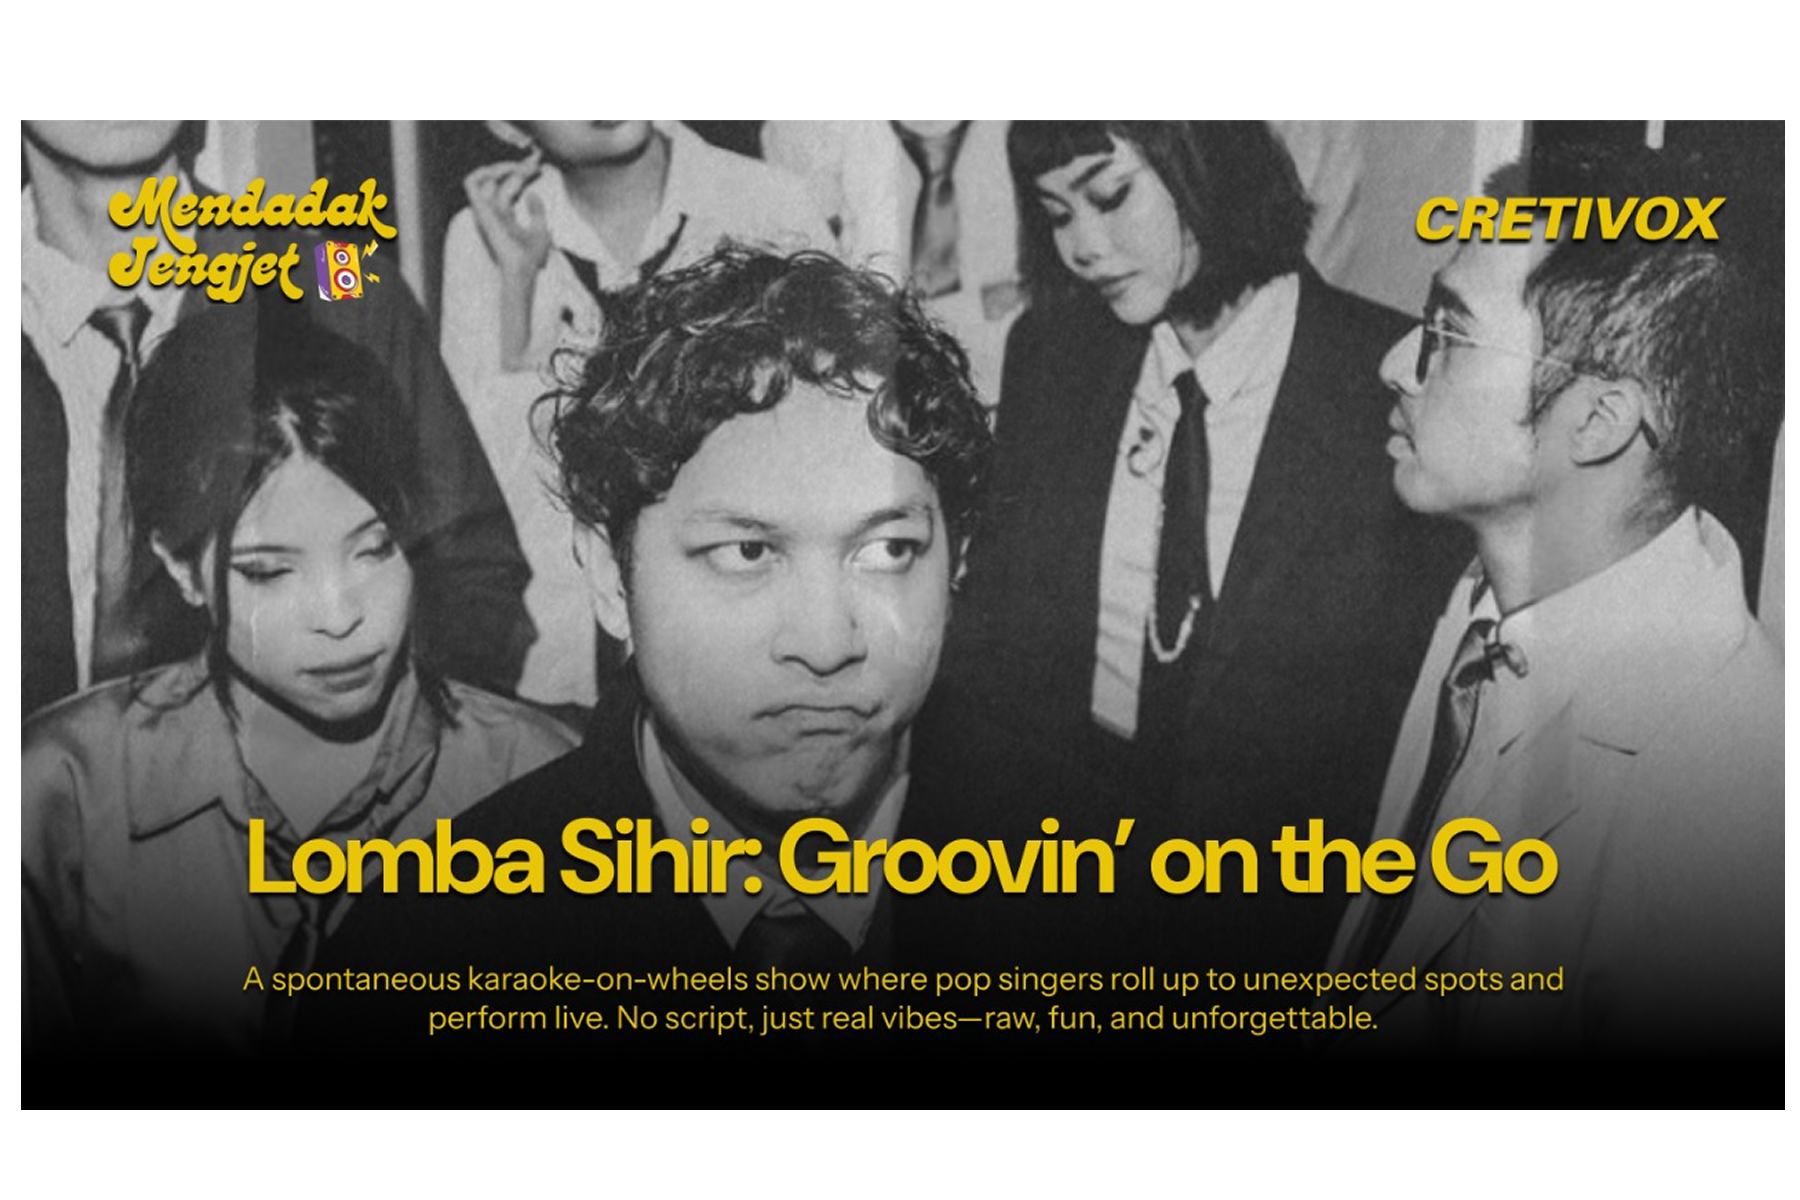 Mendadak
Jengjet
CRETIVOX
Lomba Sihir: Groovin’ on the Go
A spontaneous karaoke-on-wheels show where pop singers roll up to unexpected spots and
perform live. No script, just real vibes—raw, fun, and unforgettable.